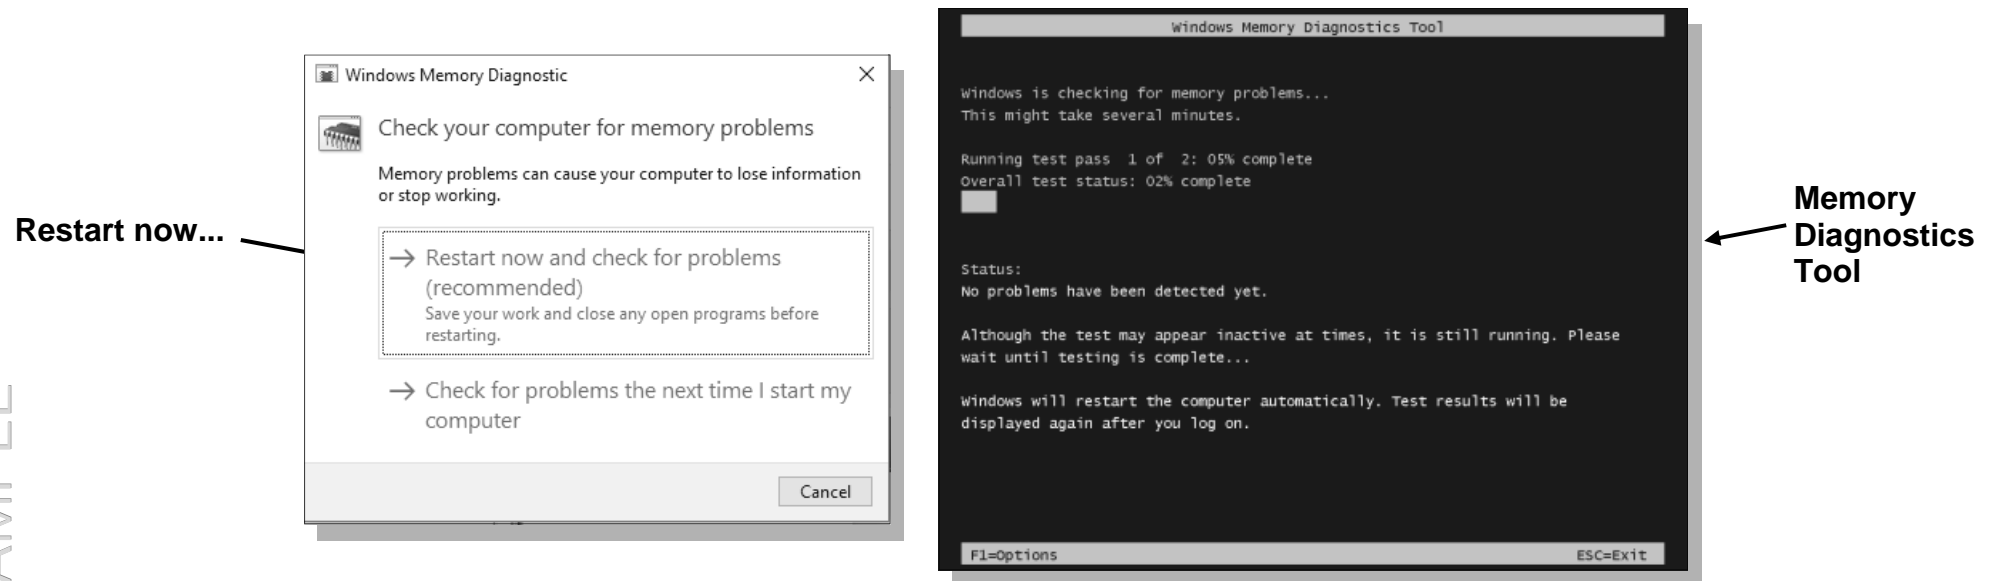 Restart now...
Windows Memory Diagnostic
Check your computer for memory problems
Memory problems can cause your computer to lose information
or stop working.
Restart now and check for problems
(recommended)
Save your work and close any open programs before
restarting.
Check for problems the next time I start my
computer
Cancel
Windows Memory Diagnostics Tool
Windows is checking for memory problems...
This might take several minutes.
Running test pass  1 of  2: 05% complete
Overall test status: 02% complete
Status:
No problems have been detected yet.
Although the test may appear inactive at times, it is still running. Please
wait until testing is complete...
Windows will restart the computer automatically. Test results will be
displayed again after you log on.
F1=Options
ESC=Exit
Memory
Diagnostics
Tool